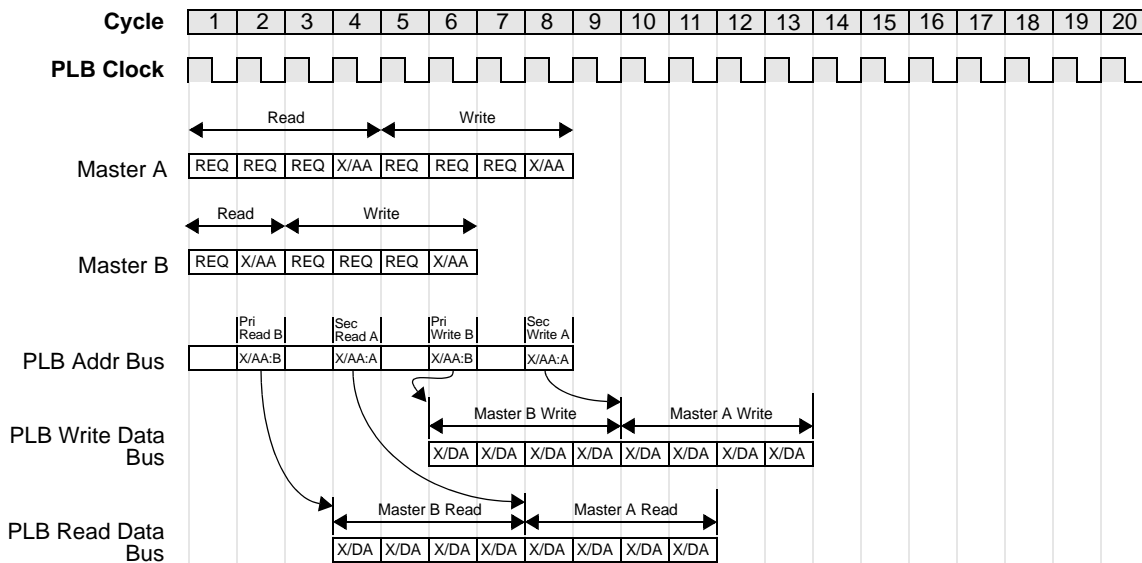 Cycle 1 2 3 4 5 6 7 8 9 10 11 12 13 14 15 16 17 18 19 20
PLB Clock
Read Write
Master A REQ REQ REQ X/AA REQ REQ REQ X/AA
Read Write
Master B REQ X/AA REQ REQ REQ X/AA
Pri Sec Pri Sec
Read B Read A Write B Write A
PLB Addr Bus X/AA:B X/AA:A X/AA:B X/AA:A
Master B Write Master A Write
PLB Write Data
Bus X/DA X/DA X/DA X/DA X/DA X/DA X/DA X/DA
Master B Read Master A Read
PLB Read Data
Bus X/DA X/DA X/DA X/DA X/DA X/DA X/DA X/DA